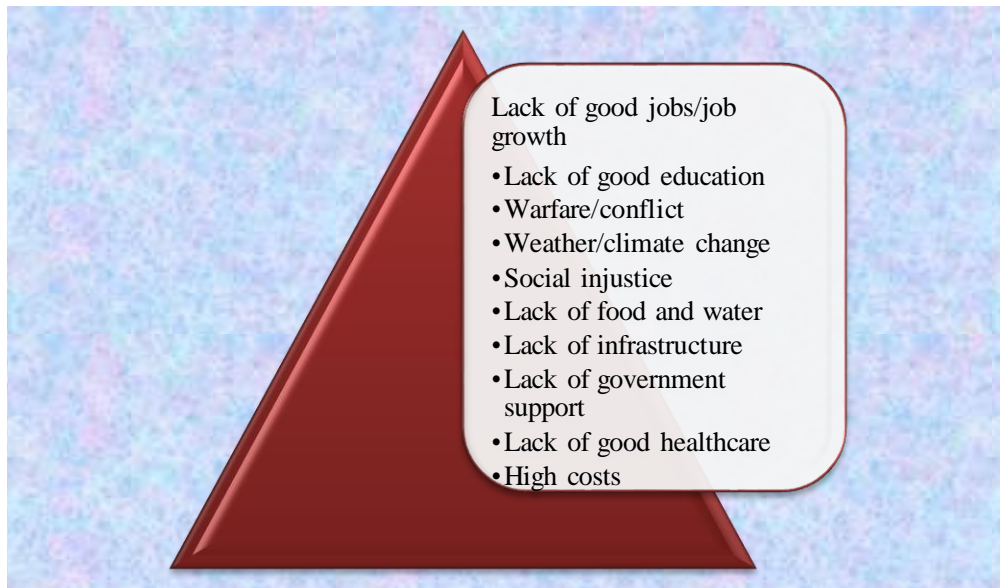 Lack of good jobs/job
growth
•Lack of good education
•Warfare/conflict
•Weather/climate change
•Social injustice
•Lack of food and water
•Lack of infrastructure
•Lack of government
support
•Lack of good healthcare
•High costs